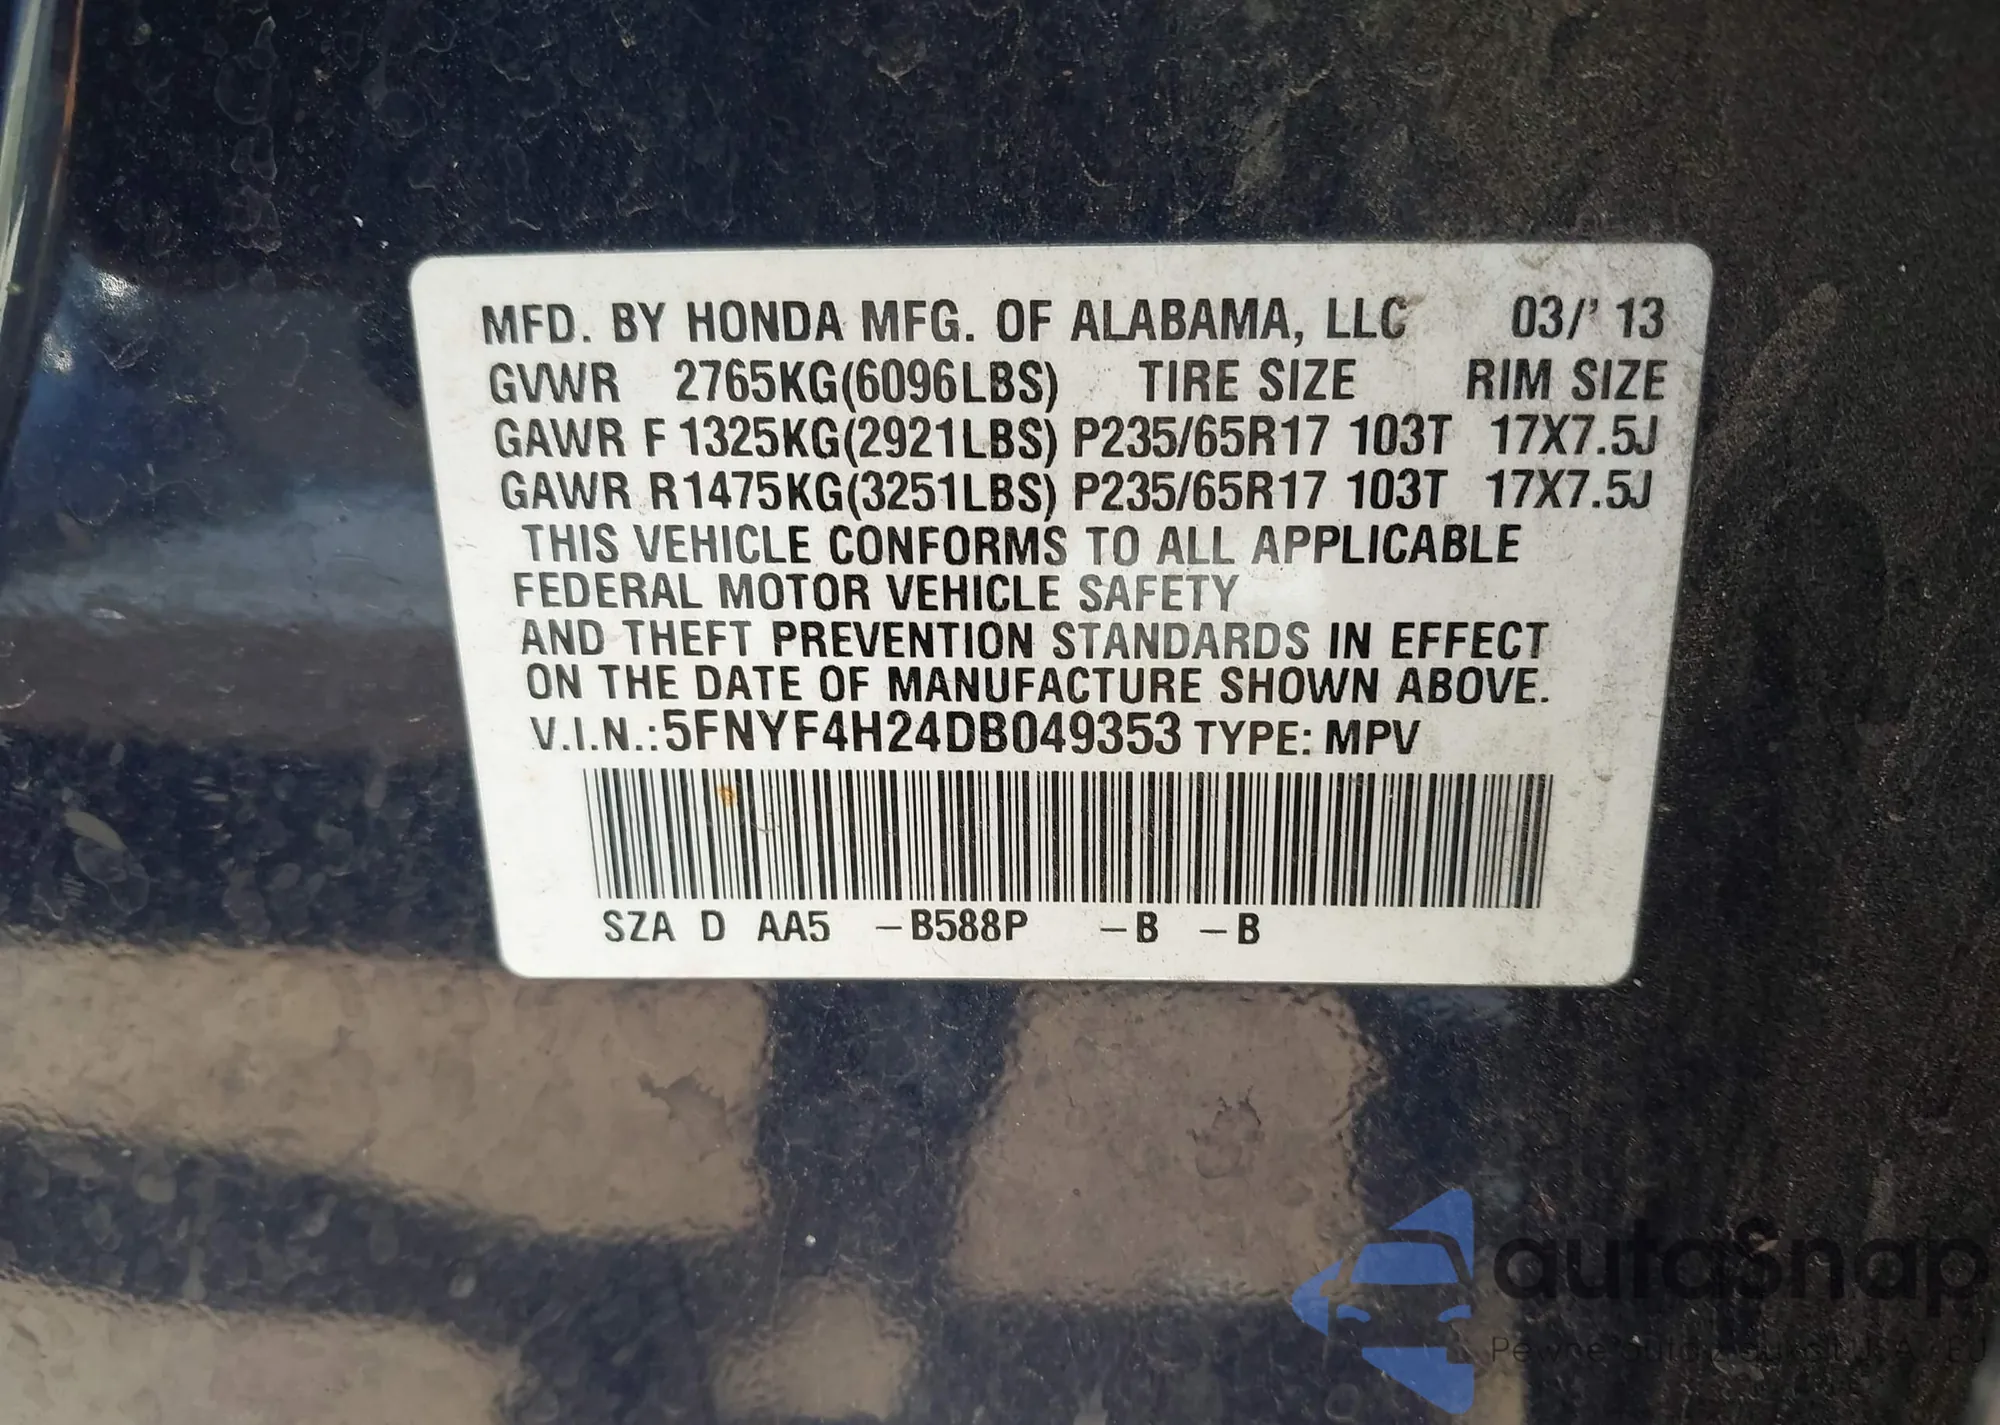 MFD. BY HONDA MFG. OF ALABAMA, LLC 03/' 13
GVWR 2765KG(6096LBS) TIRE SIZE RIM SIZE
GAWR F 1325KG(2921LBS) P235/65R17 103T 17X7.5J
GAWR R1475KG(3251LBS) P235/65R17 103T 17X7.5J
THIS VEHICLE CONFORMS TO ALL APPLICABLE
FEDERAL MOTOR VEHICLE SAFETY
AND THEFT PREVENTION STANDARDS IN EFFECT
ON THE DATE OF MANUFACTURE SHOWN ABOVE.
V.I.N.:5FNYF4H24DB049353 TYPE: MPV
SZA D AA5 –B588P –B –B
autoSnap
Pewne auta z aukcji